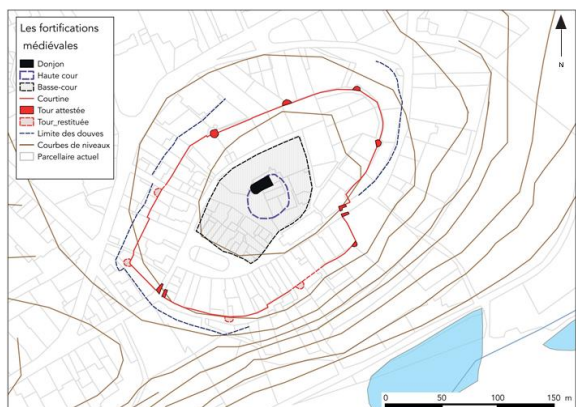 Les fortifications
médiévales
Donjon
Haute cour
Basse-cour
Courtine
Tour attestée
Tour_restituée
Limite des douves
Courbes de niveaux
Parcellaire actuel
N
0 50 100 150 m